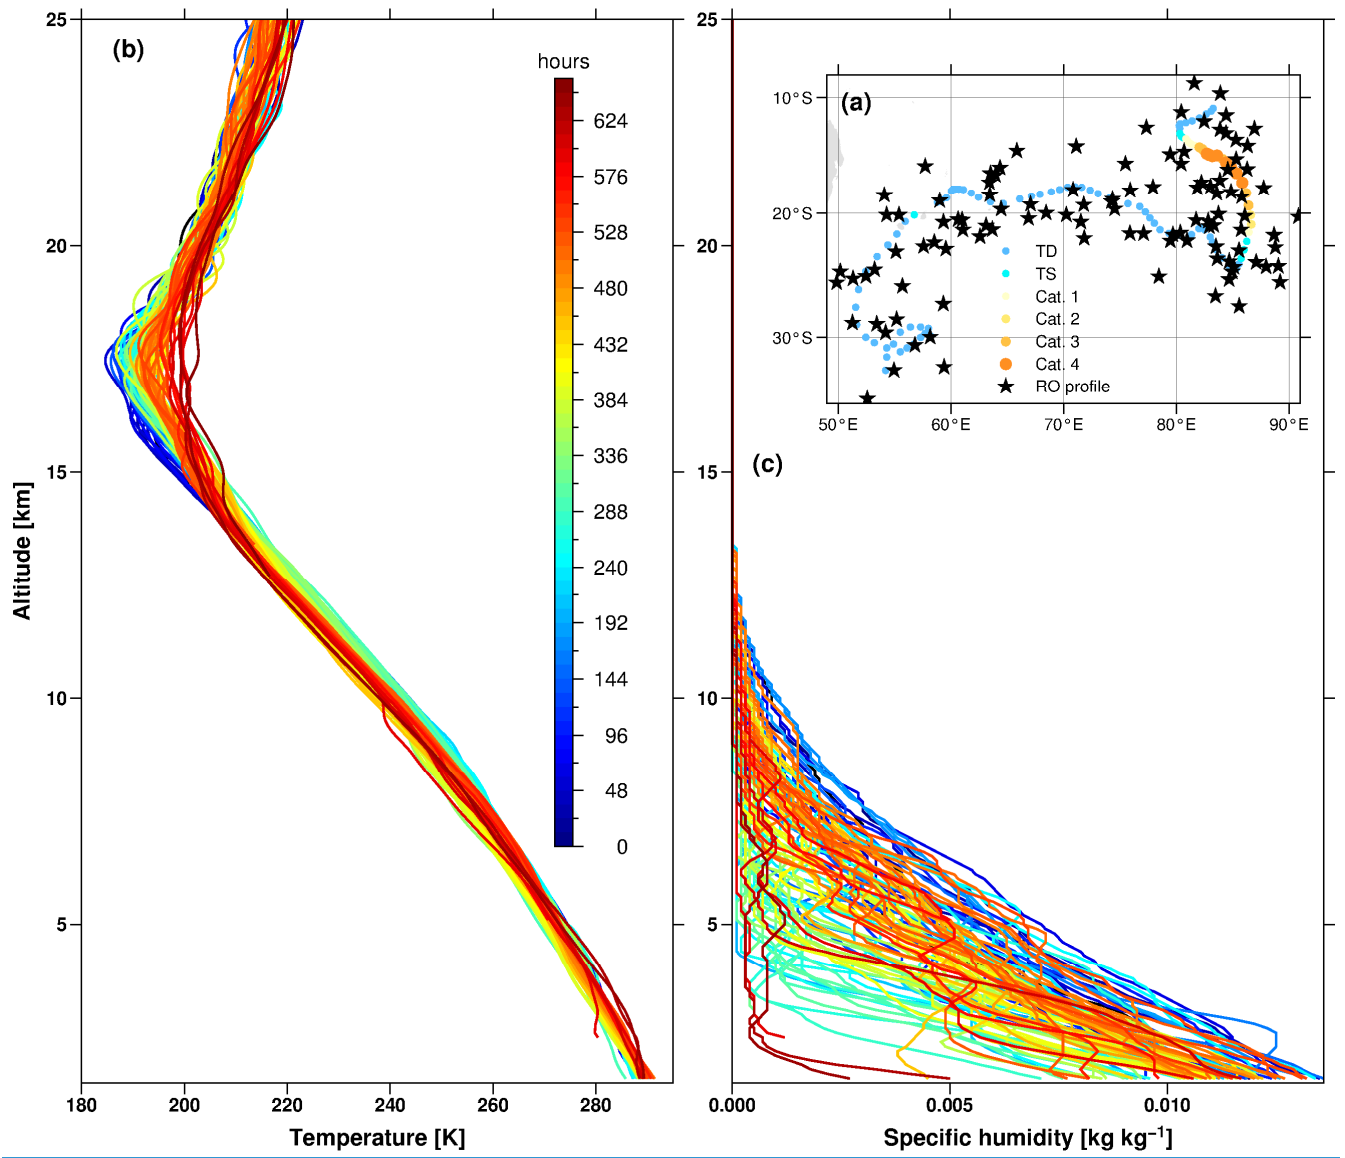 25
20
15
10
5
Altitude [km]
180
200
220
240
260
280
Temperature [K]
(b)
hours
624
576
528
480
432
384
336
288
240
192
144
96
48
0
25
20
15
10
5
(a)
10°S
20°S
30°S
50°E
60°E
70°E
80°E
90°E
TD
TS
Cat. 1
Cat. 2
Cat. 3
Cat. 4
RO profile
(c)
0.000
0.005
0.010
Specific humidity [kg kg⁻¹]